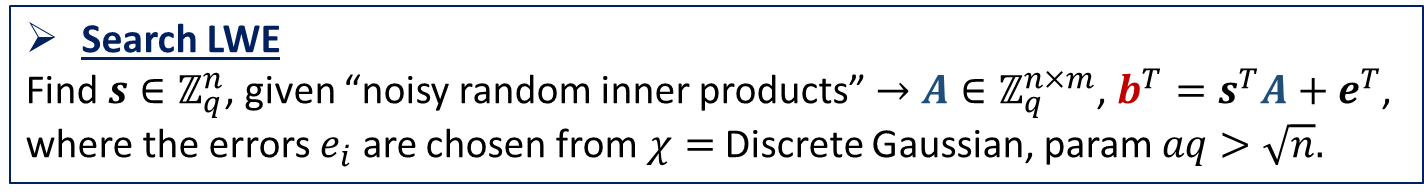 ➢ Search LWE
Find 𝒔 ∈ ℤ_q^n, given “noisy random inner products” → 𝑨 ∈ ℤ_q^{n×m}, 𝒃^T = 𝒔^T 𝑨 + 𝒆^T,
where the errors e_i are chosen from χ = Discrete Gaussian, param aq > √n.